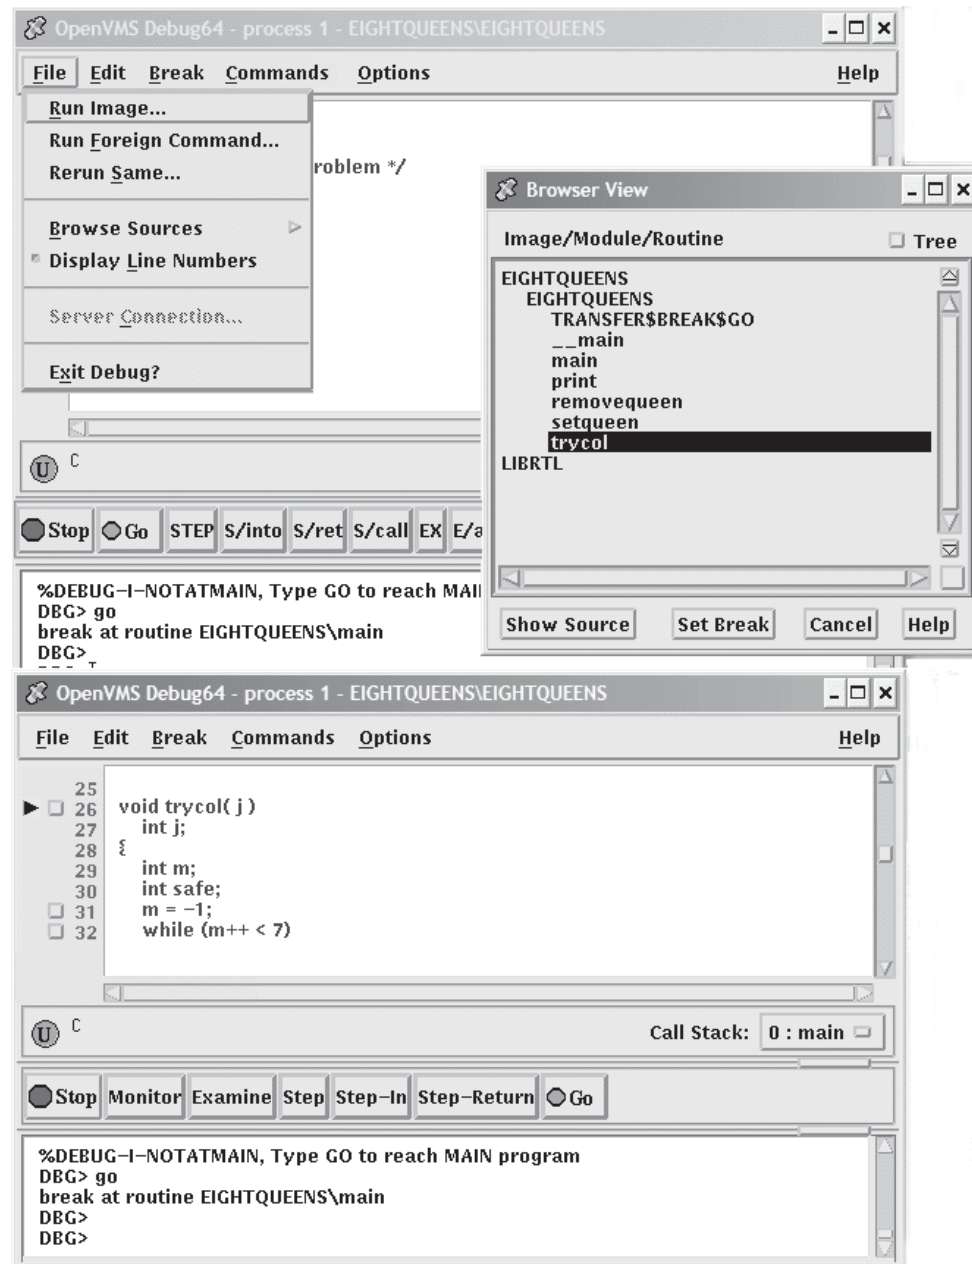 OpenVMS Debug64 - process 1 - EIGHTQUEENS\EIGHTQUEENS
File Edit Break Commands Options Help
Run Image...
Run Foreign Command...
Rerun Same...
Browse Sources
Display Line Numbers
Server Connection...
Exit Debug?
roblem */
C
U
Stop Go STEP S/into S/ret S/call EX E/a
%DEBUG-I-NOTATMAIN, Type GO to reach MAI
DBG> go
break at routine EIGHTQUEENS\main
DBG>
Browser View
Image/Module/Routine Tree
EIGHTQUEENS
EIGHTQUEENS
TRANSFER$BREAK$GO
__main
main
print
removequeen
setqueen
trycol
LIBRTL
Show Source Set Break Cancel Help
OpenVMS Debug64 - process 1 - EIGHTQUEENS\EIGHTQUEENS
File Edit Break Commands Options Help
25
26 void trycol( j )
27 int j;
28 {
29 int m;
30 int safe;
31 m = -1;
32 while (m++ < 7)
U C Call Stack: 0 : main
Stop Monitor Examine Step Step-In Step-Return Go
%DEBUG-I-NOTATMAIN, Type GO to reach MAIN program
DBG> go
break at routine EIGHTQUEENS\main
DBG>
DBG>